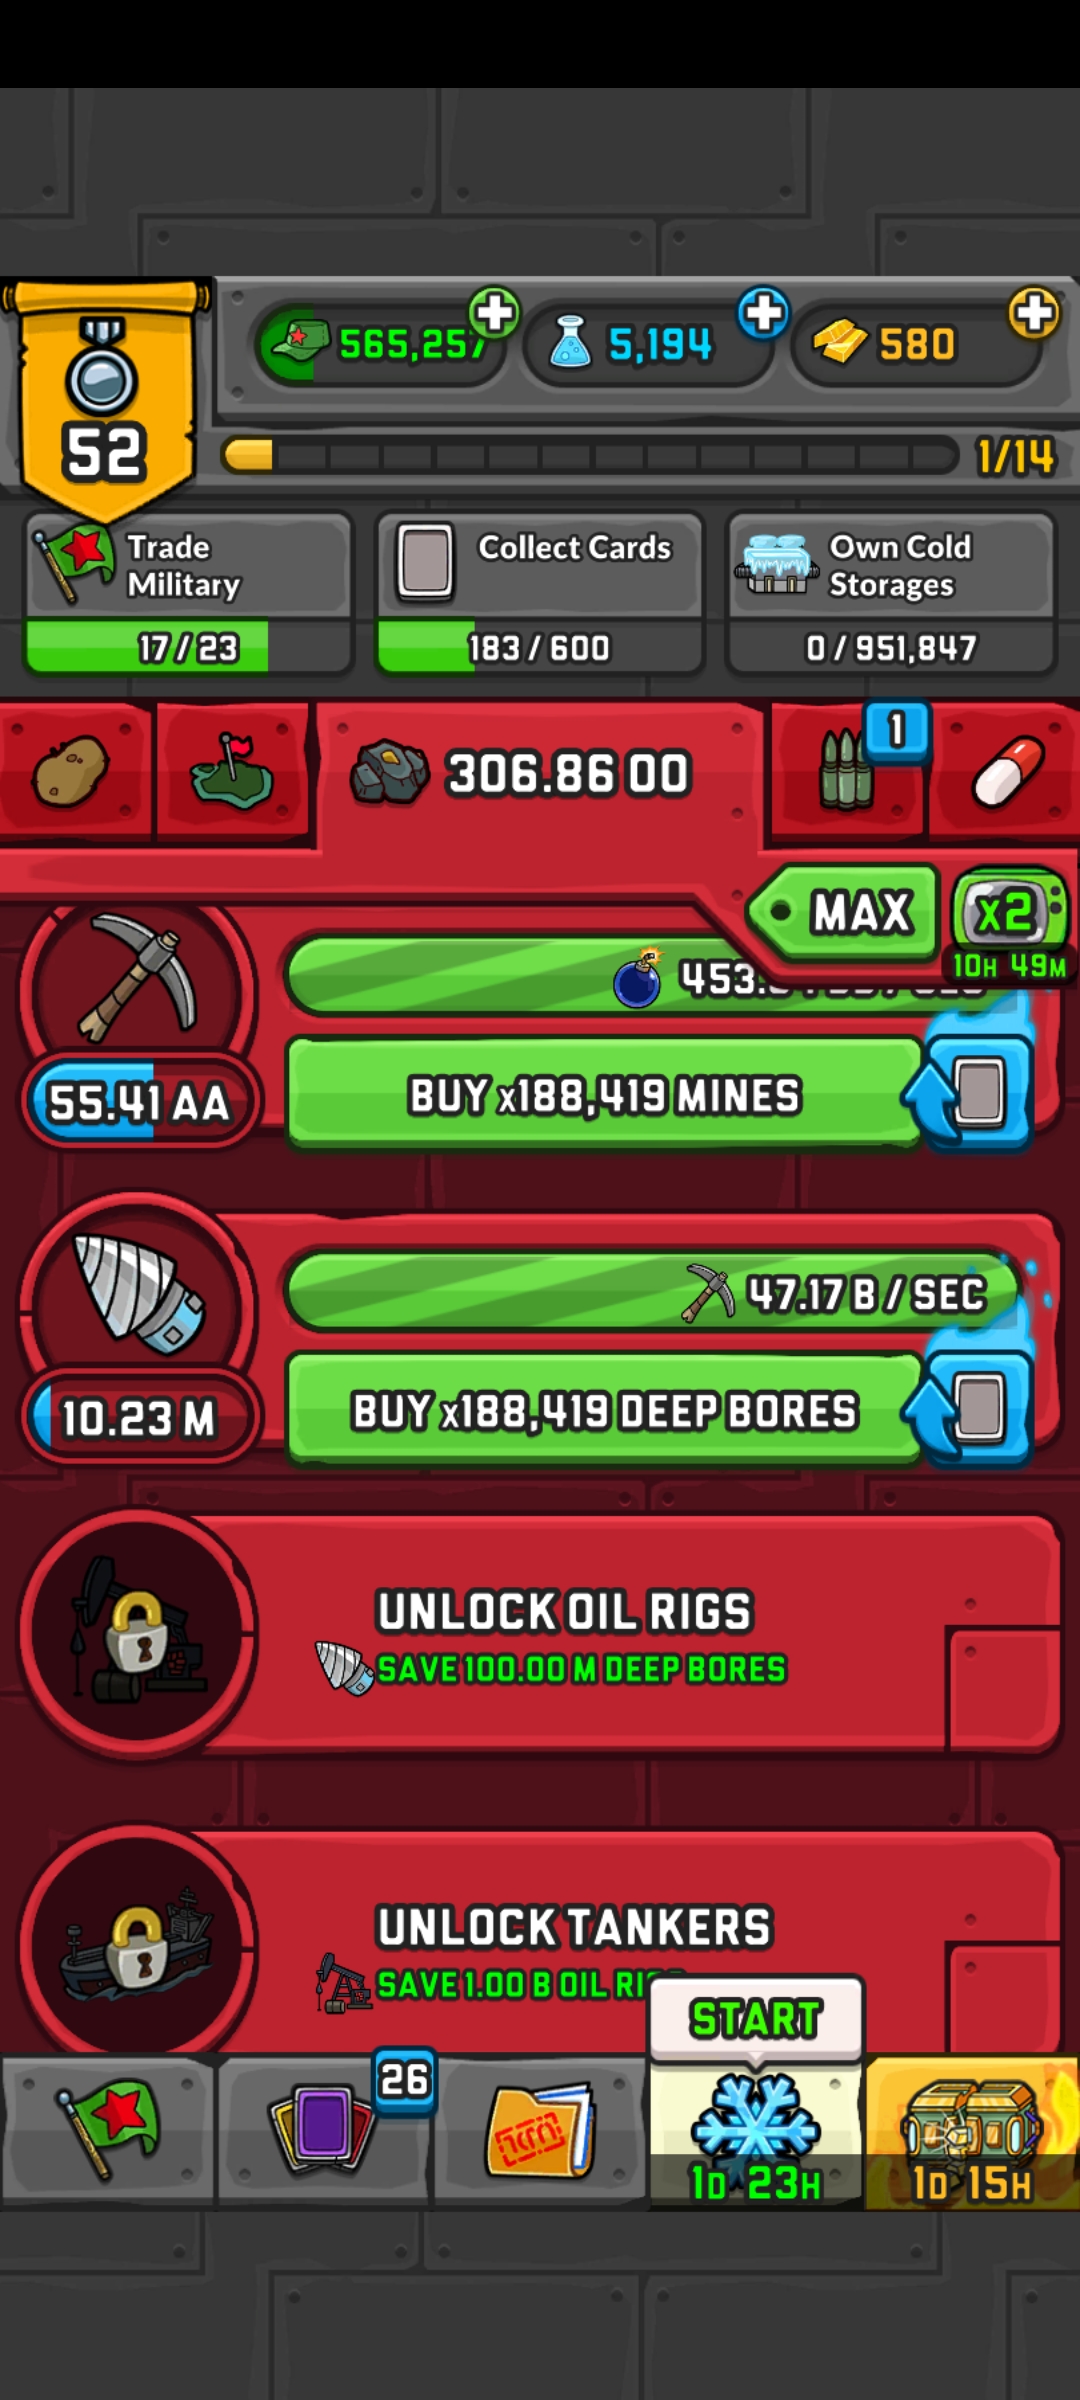 565,257
5,194
580
52
1/14
Trade
Military
17/23
Collect Cards
183/600
Own Cold
Storages
0/951,847
306.86 OO
1
MAX
x2
10H 49M
453.
55.41 AA
BUY x188,419 MINES
47.17 B / SEC
10.23 M
BUY x188,419 DEEP BORES
UNLOCK OIL RIGS
SAVE 100.00 M DEEP BORES
UNLOCK TANKERS
SAVE 1.00 B OIL
START
26
1D 23H
1D 15H